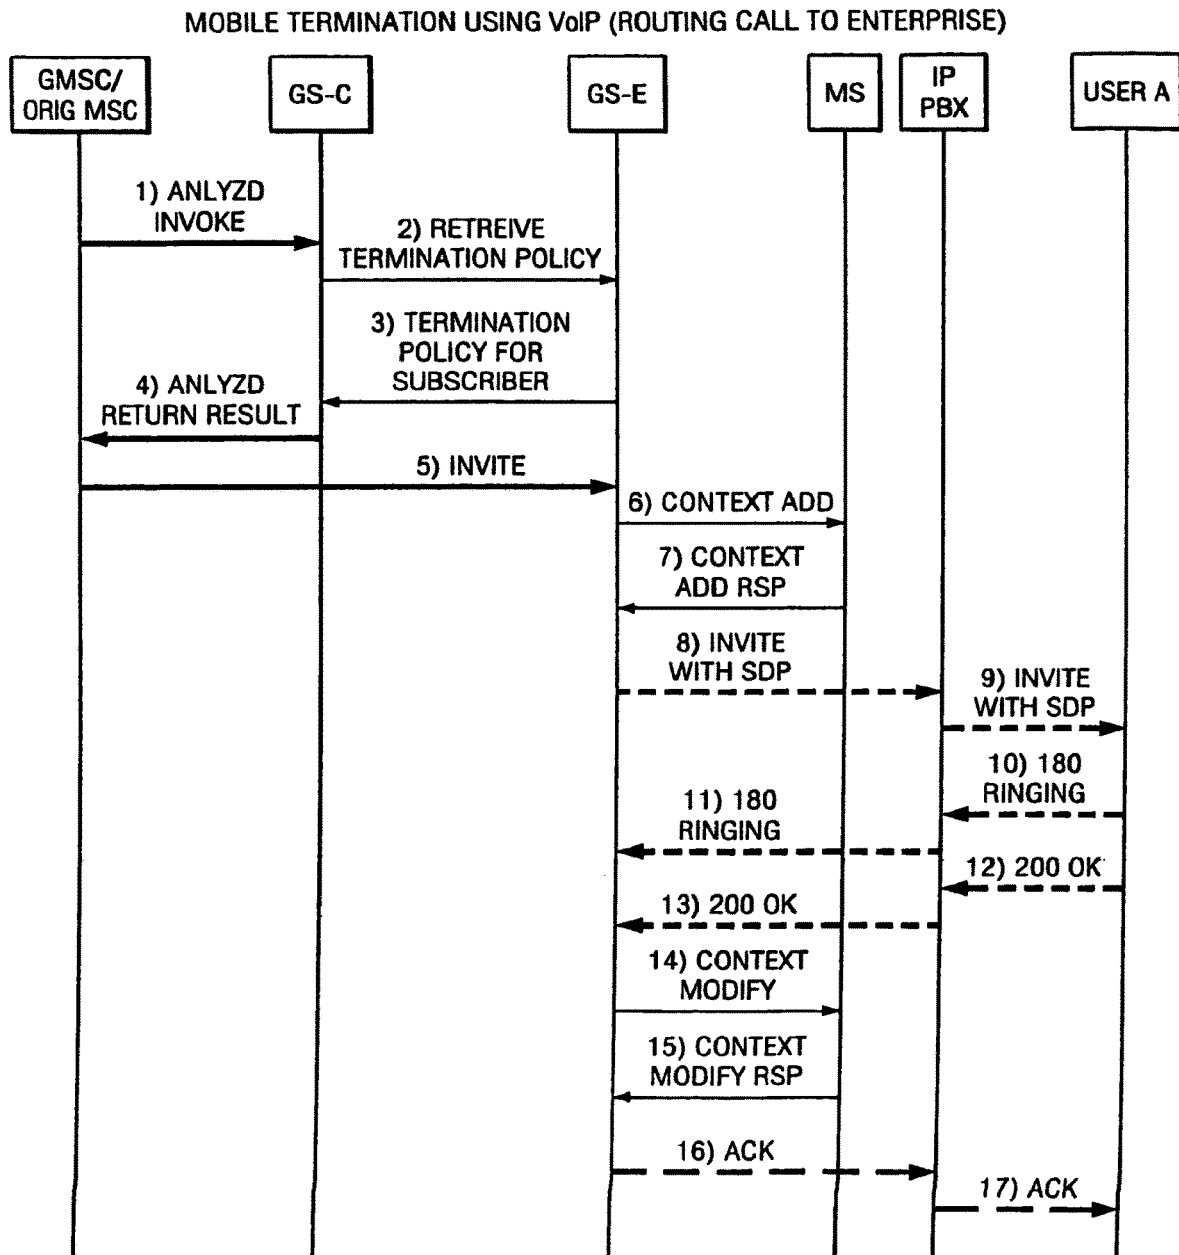 MOBILE TERMINATION USING VoIP (ROUTING CALL TO ENTERPRISE)
GMSC/
ORIG MSC
GS-C
GS-E
MS
IP
PBX
USER A
1) ANLYZD
INVOKE
2) RETREIVE
TERMINATION POLICY
3) TERMINATION
POLICY FOR
SUBSCRIBER
4) ANLYZD
RETURN RESULT
5) INVITE
6) CONTEXT ADD
7) CONTEXT
ADD RSP
8) INVITE
WITH SDP
9) INVITE
WITH SDP
10) 180
RINGING
11) 180
RINGING
12) 200 OK
13) 200 OK
14) CONTEXT
MODIFY
15) CONTEXT
MODIFY RSP
16) ACK
17) ACK